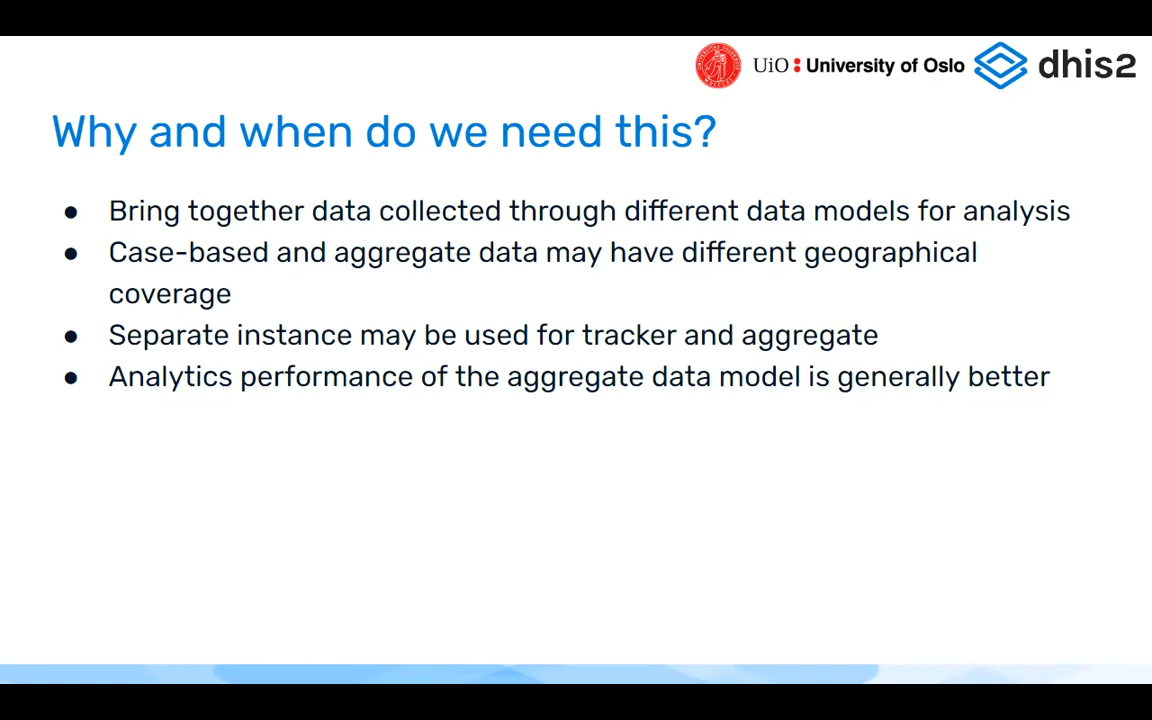 UiO : University of Oslo
dhis2
Why and when do we need this?
● Bring together data collected through different data models for analysis
● Case-based and aggregate data may have different geographical
coverage
● Separate instance may be used for tracker and aggregate
● Analytics performance of the aggregate data model is generally better